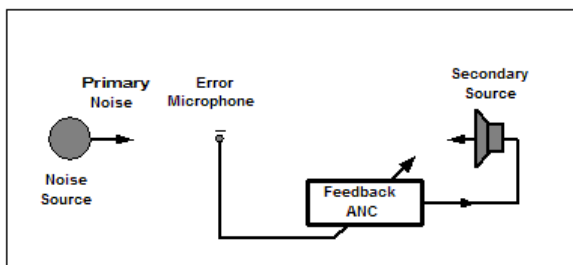 Primary
Noise
Error
Microphone
Secondary
Source
Noise
Source
Feedback
ANC